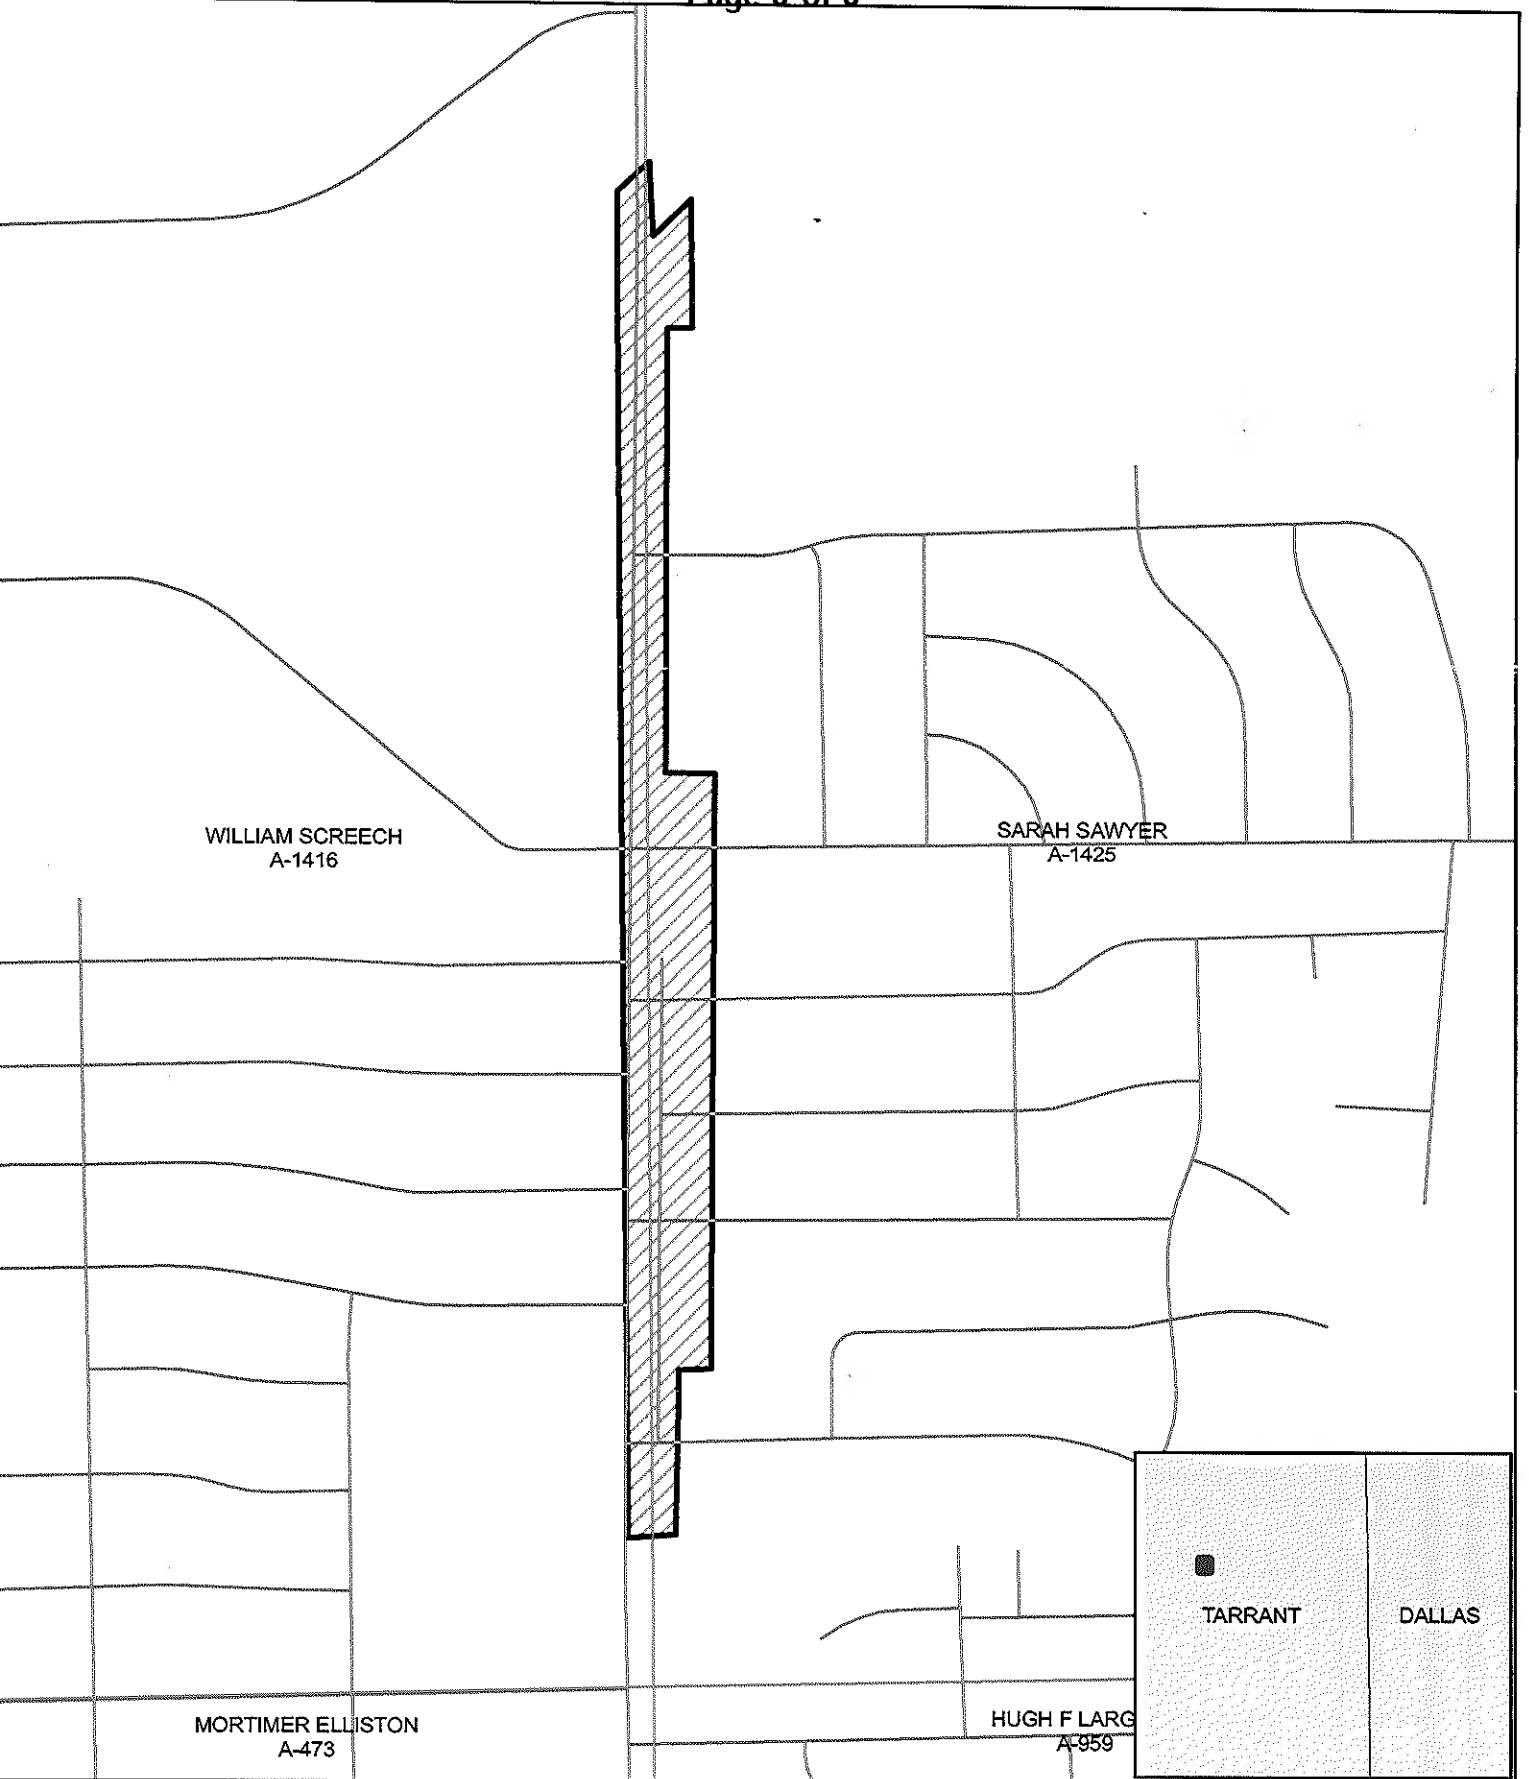 WILLIAM SCREECH
A-1416
SARAH SAWYER
A-1425
TARRANT
DALLAS
MORTIMER ELLISTON
A-473
HUGH F LARG
A-959